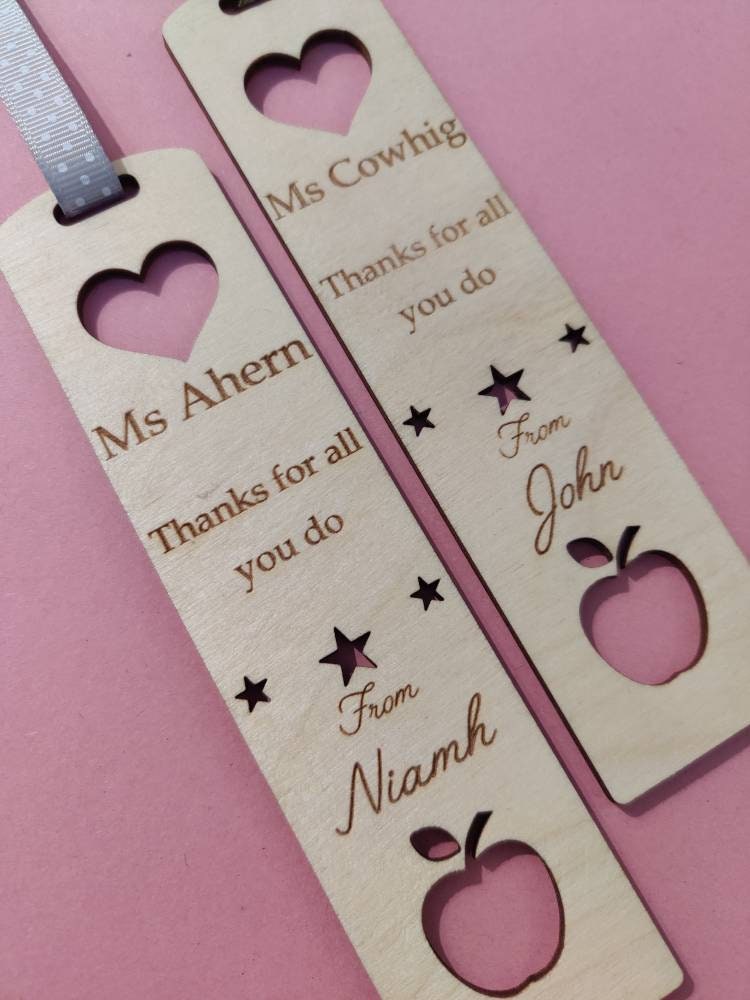 Ms Ahern
Thanks for all
you do
From
Niamh
Ms Cowhig
Thanks for all
you do
From
John